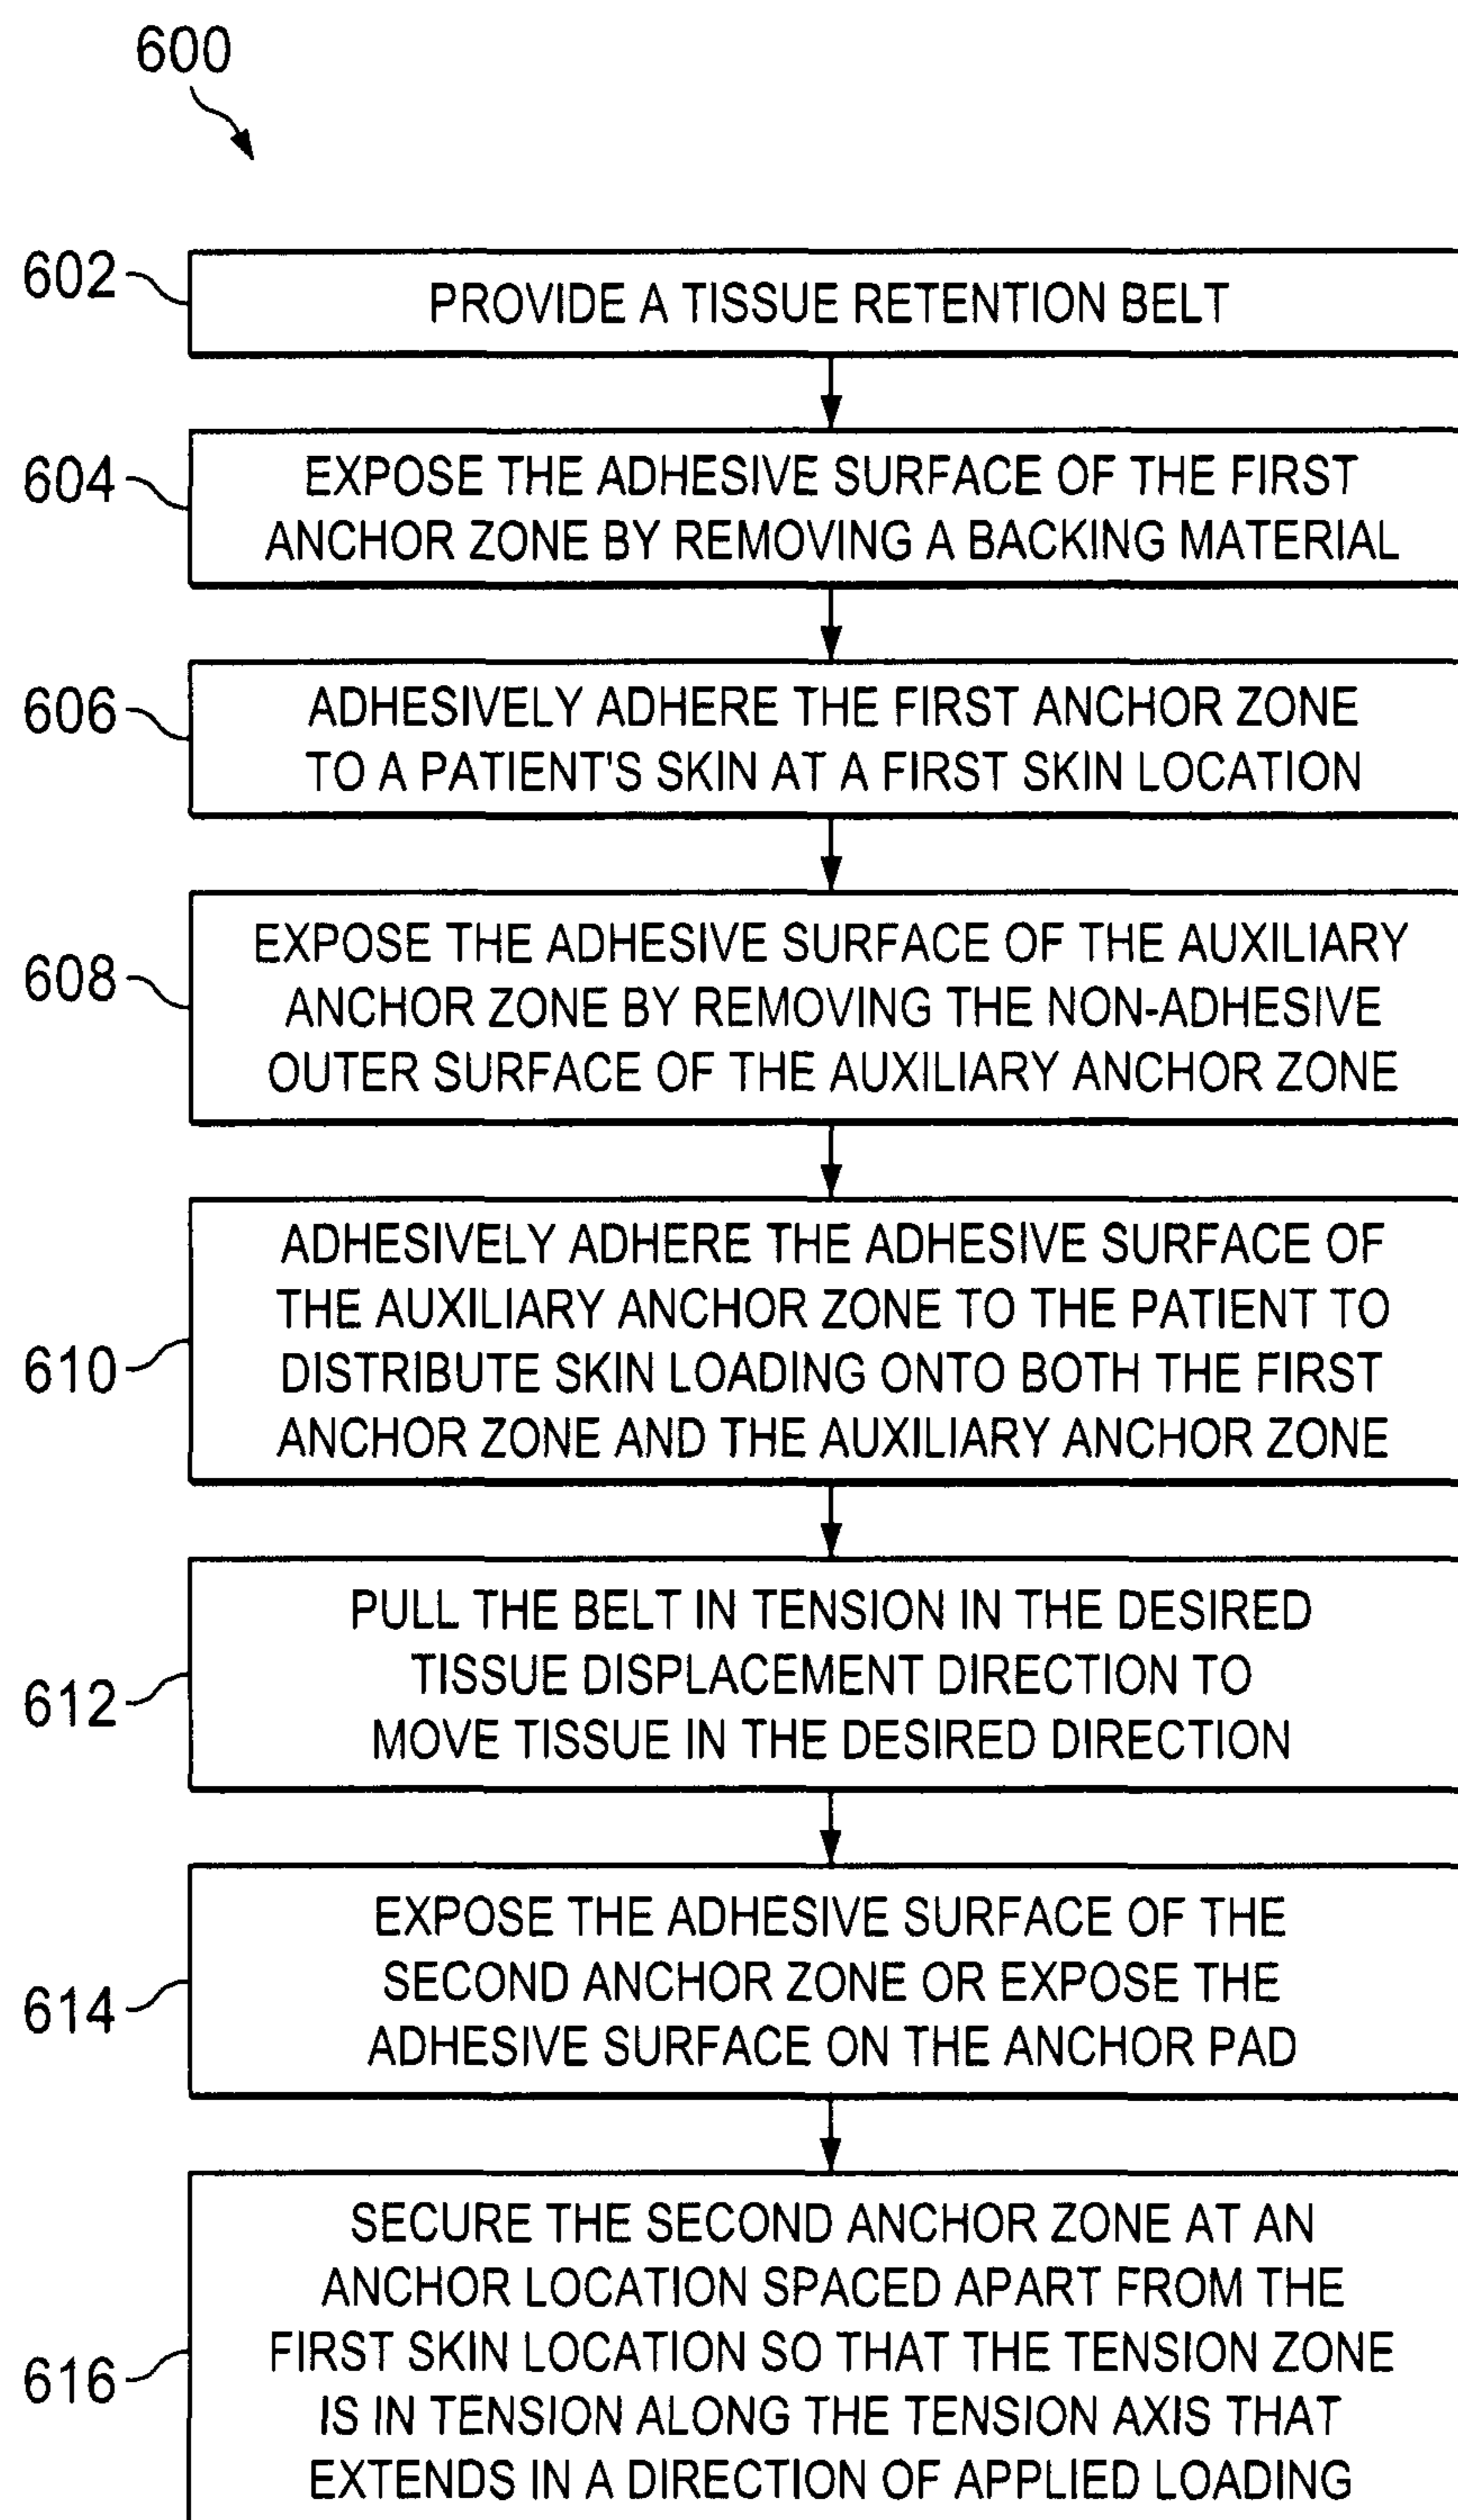 600
602
PROVIDE A TISSUE RETENTION BELT
604
EXPOSE THE ADHESIVE SURFACE OF THE FIRST
ANCHOR ZONE BY REMOVING A BACKING MATERIAL
606
ADHESIVELY ADHERE THE FIRST ANCHOR ZONE
TO A PATIENT'S SKIN AT A FIRST SKIN LOCATION
608
EXPOSE THE ADHESIVE SURFACE OF THE AUXILIARY
ANCHOR ZONE BY REMOVING THE NON-ADHESIVE
OUTER SURFACE OF THE AUXILIARY ANCHOR ZONE
610
ADHESIVELY ADHERE THE ADHESIVE SURFACE OF
THE AUXILIARY ANCHOR ZONE TO THE PATIENT TO
DISTRIBUTE SKIN LOADING ONTO BOTH THE FIRST
ANCHOR ZONE AND THE AUXILIARY ANCHOR ZONE
612
PULL THE BELT IN TENSION IN THE DESIRED
TISSUE DISPLACEMENT DIRECTION TO
MOVE TISSUE IN THE DESIRED DIRECTION
614
EXPOSE THE ADHESIVE SURFACE OF THE
SECOND ANCHOR ZONE OR EXPOSE THE
ADHESIVE SURFACE ON THE ANCHOR PAD
616
SECURE THE SECOND ANCHOR ZONE AT AN
ANCHOR LOCATION SPACED APART FROM THE
FIRST SKIN LOCATION SO THAT THE TENSION ZONE
IS IN TENSION ALONG THE TENSION AXIS THAT
EXTENDS IN A DIRECTION OF APPLIED LOADING